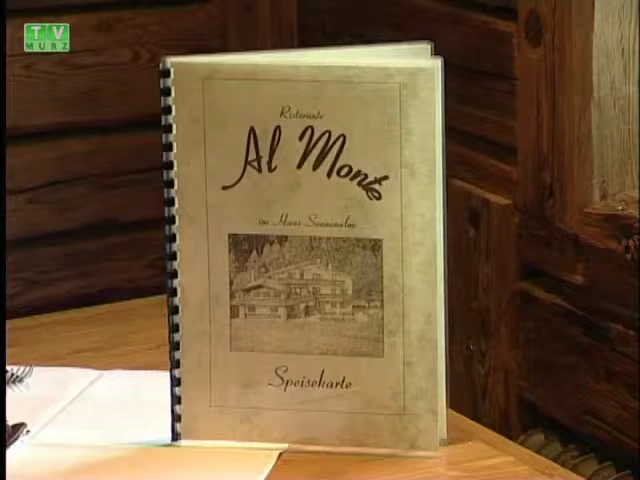 TV
MURZ
Ristorante
Al Monte
im Haus Sonnenalm
Speisekarte